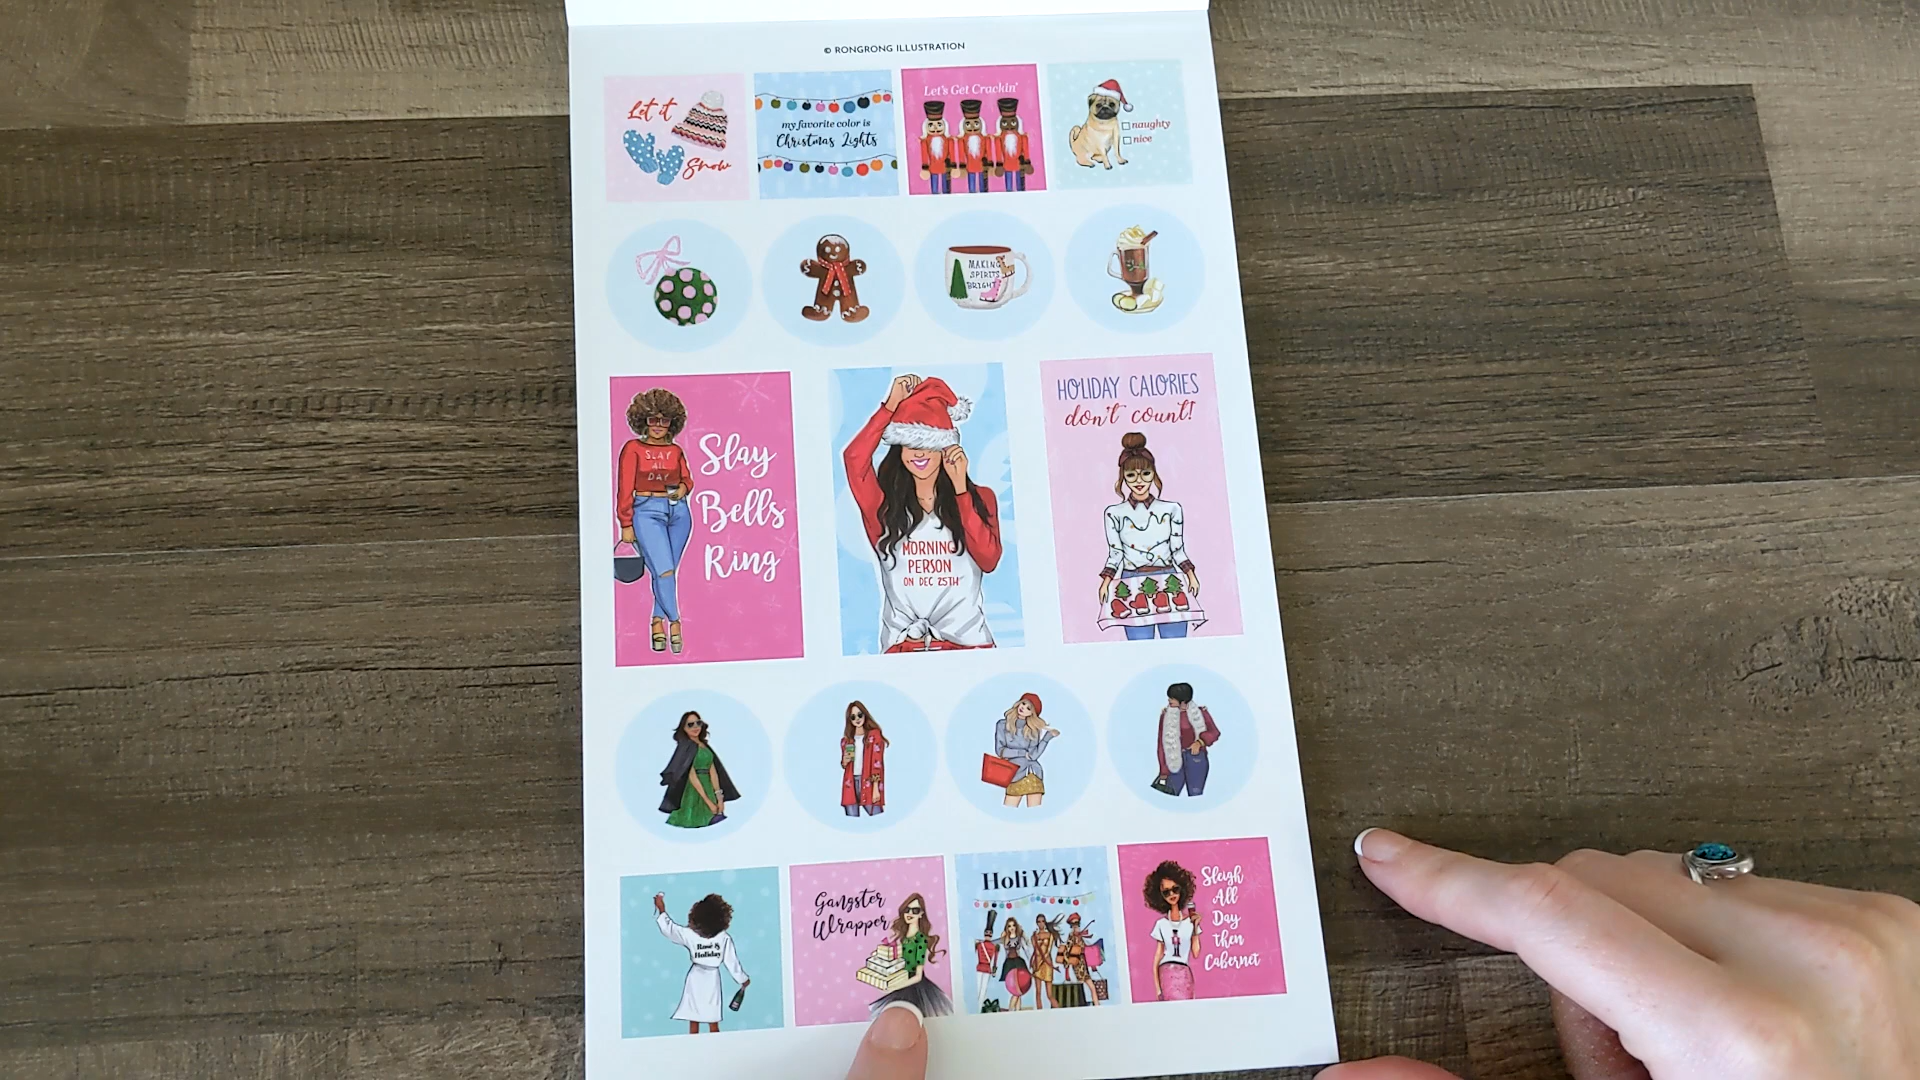 © RONGRONG ILLUSTRATION
Let it
Snow
my favorite color is
Christmas Lights
Let's Get Crackin'
naughty
nice
MAKING
SPIRITS
BRIGHT
SLAY
ALL
DAY
Slay
Bells
Ring
MORNING
PERSON
ON DEC 25TH
HOLIDAY CALORIES
don't count!
Rosé &
Holiday
Gangster
Wrapper
HoliYAY!
Sleigh
All
Day
then
Cabernet